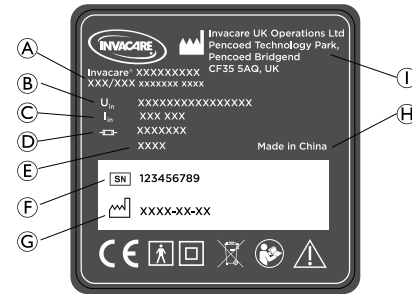 INVACARE®
Invacare UK Operations Ltd
Pencoed Technology Park,
Pencoed Bridgend
CF35 5AQ, UK
A
Invacare® XXXXXXXXX
XXX/XXX XXXXXXXX XXXX
I
B
Uin XXXXXXXXXXXXXXXX
C
Iin XXX XXX
H
D
XXXXXXX
E
XXXX
Made in China
F
SN 123456789
G
XXXX-XX-XX
CE